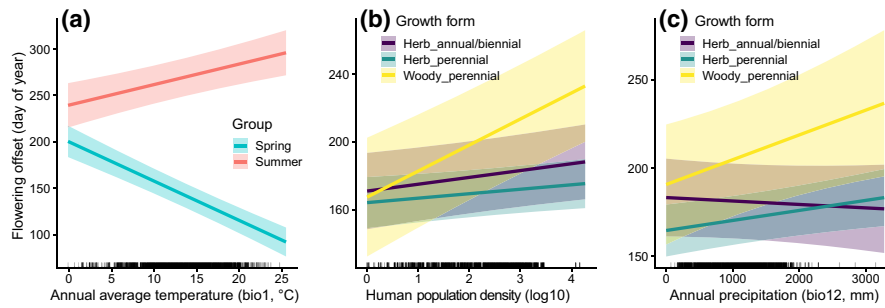 (a)
Flowering offset (day of year)
300
250
200
150
100
Group
Spring
Summer
0 5 10 15 20 25
Annual average temperature (bio1, °C)
(b)
Growth form
Herb_annual/biennial
Herb_perennial
Woody_perennial
240
200
160
0 1 2 3 4
Human population density (log10)
(c)
Growth form
Herb_annual/biennial
Herb_perennial
Woody_perennial
250
200
150
0 1000 2000 3000
Annual precipitation (bio12, mm)